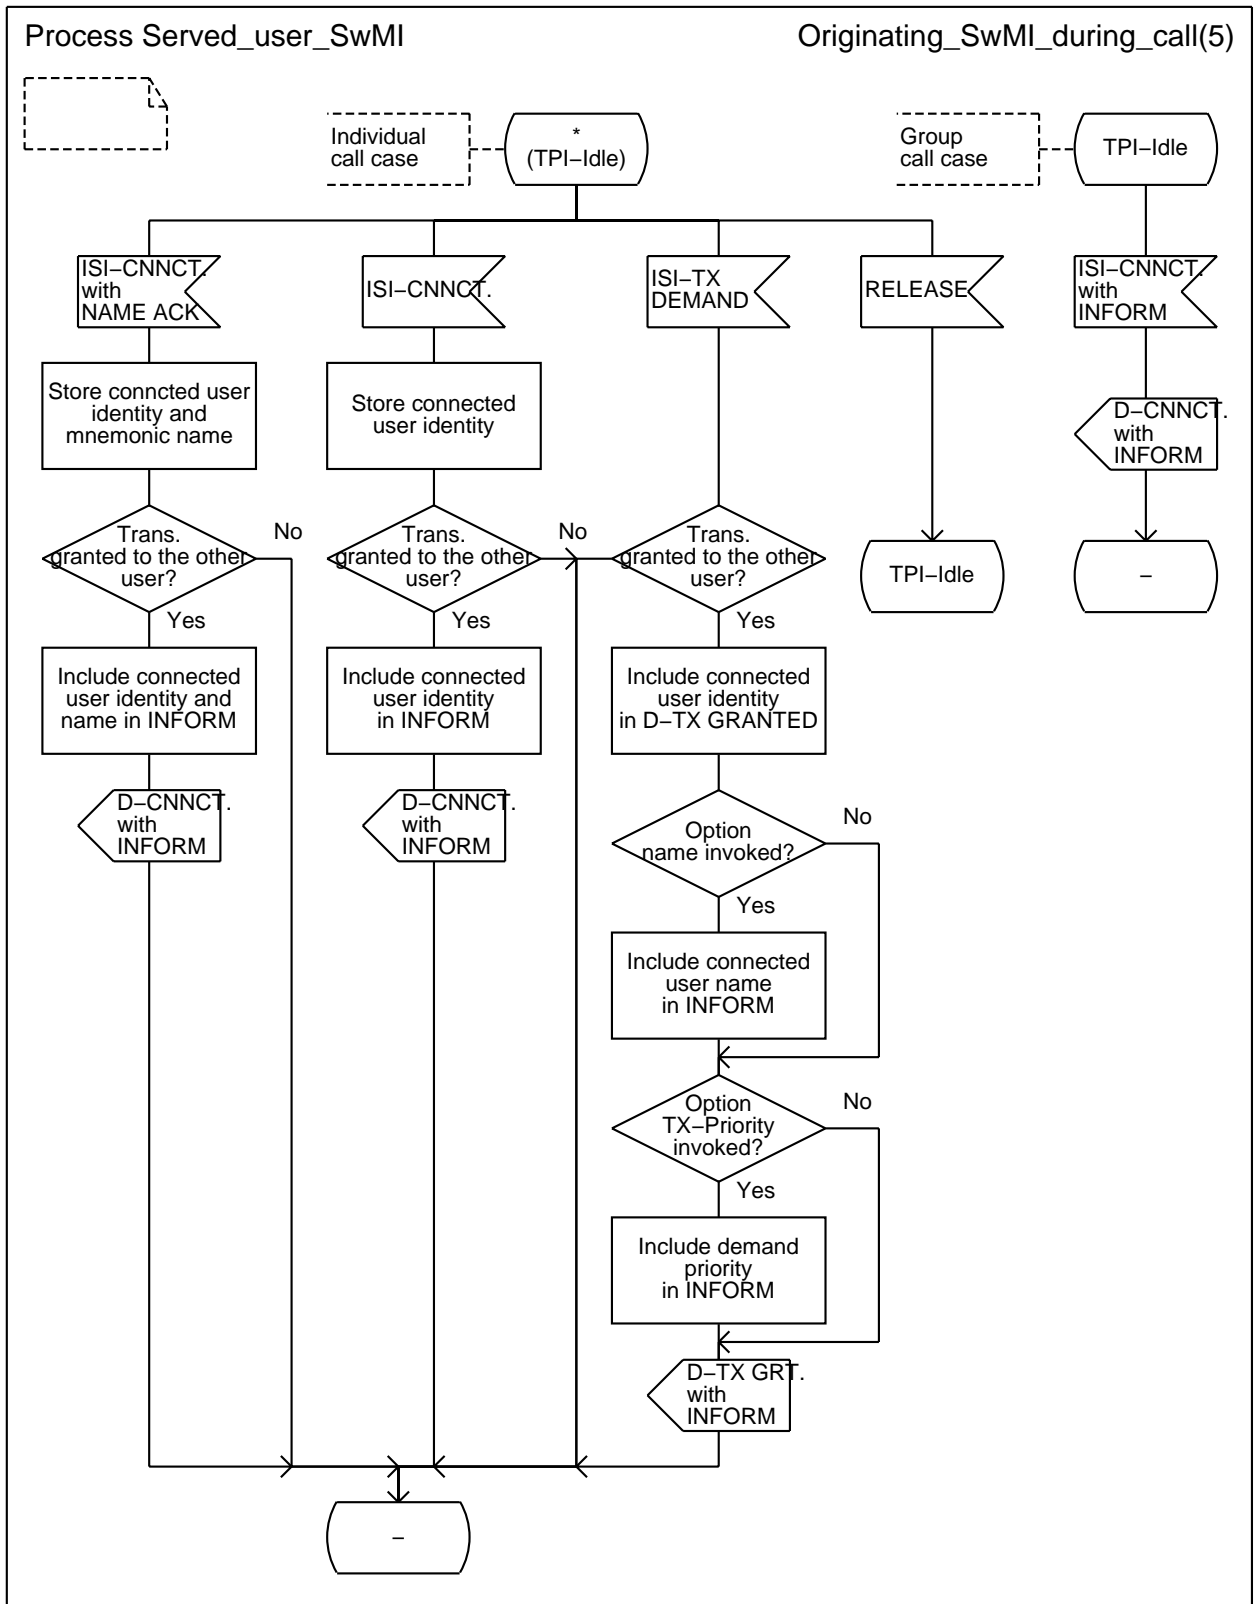 Process Served_user_SwMI
Originating_SwMI_during_call(5)
Individual
call case
*
(TPI–Idle)
Group
call case
TPI–Idle
ISI–CNNCT.
with
NAME ACK
ISI–CNNCT.
ISI–TX
DEMAND
RELEASE
ISI–CNNCT.
with
INFORM
Store conncted user
identity and
mnemonic name
Store connected
user identity
D–CNNCT.
with
INFORM
Trans.
granted to the other
user?
No
Yes
Trans.
granted to the other
user?
No
Yes
Trans.
granted to the other
user?
Yes
TPI–Idle
–
Include connected
user identity and
name in INFORM
Include connected
user identity
in INFORM
Include connected
user identity
in D–TX GRANTED
D–CNNCT.
with
INFORM
D–CNNCT.
with
INFORM
Option
name invoked?
No
Yes
Include connected
user name
in INFORM
Option
TX–Priority
invoked?
No
Yes
Include demand
priority
in INFORM
D–TX GRT.
with
INFORM
–